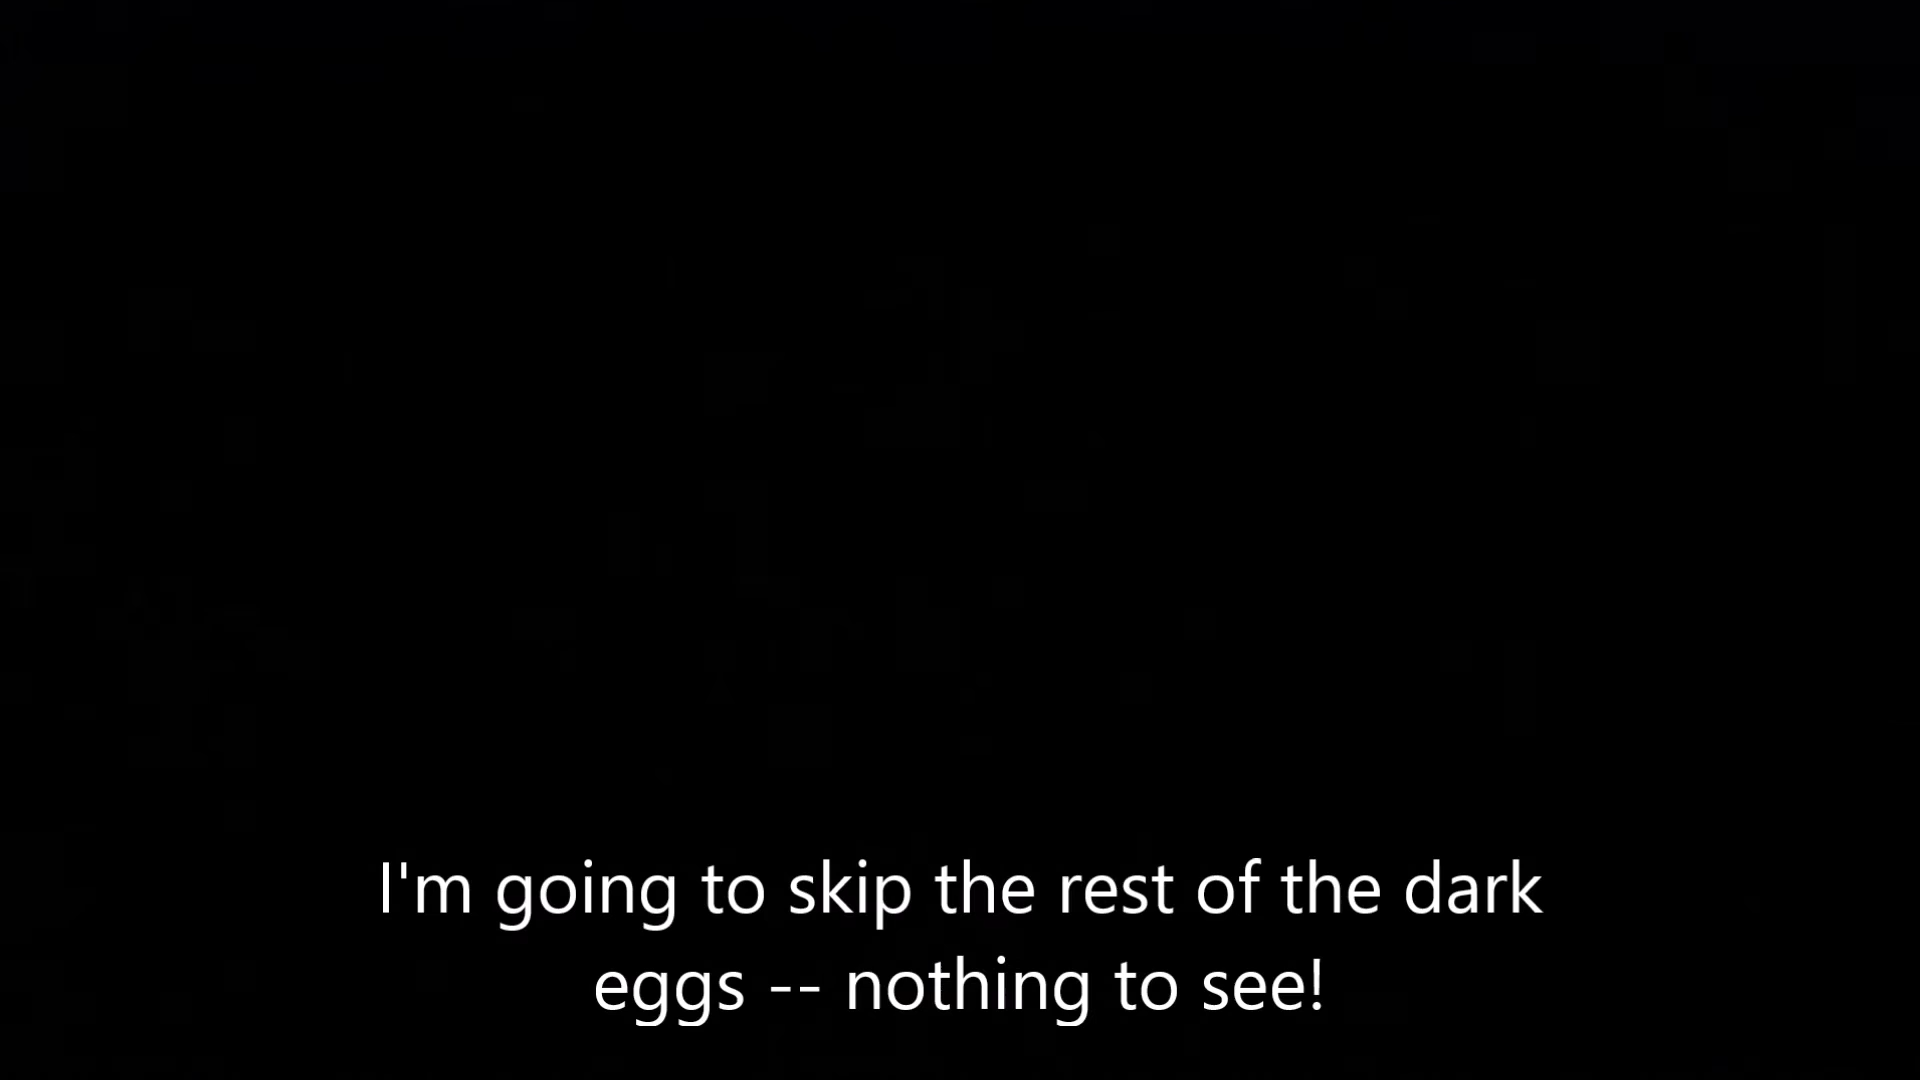 I'm going to skip the rest of the dark
eggs -- nothing to see!